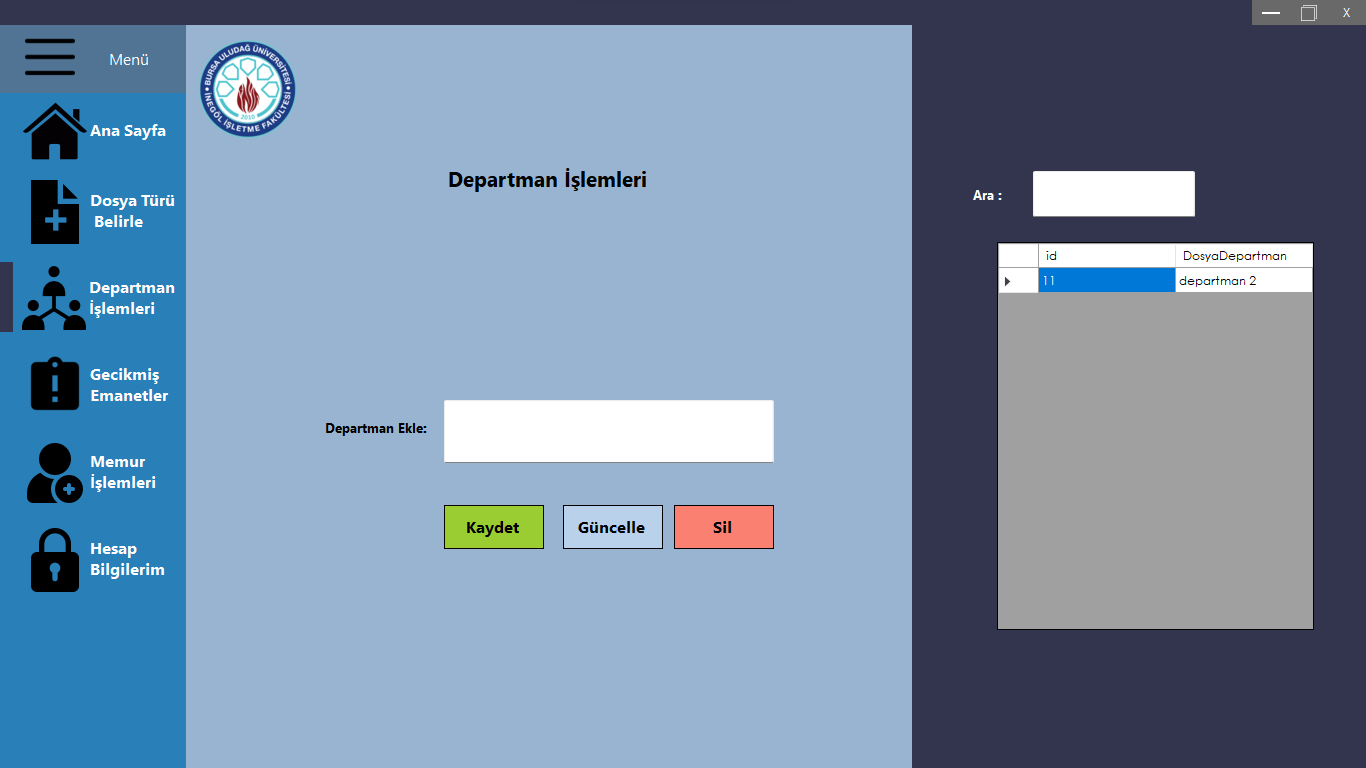 X
Menü
BURSA ULUDAĞ ÜNİVERSİTESİ
İNEGÖL İŞLETME FAKÜLTESİ
2010
Ana Sayfa
Dosya Türü
Belirle
Departman
İşlemleri
Gecikmiş
Emanetler
Memur
İşlemleri
Hesap
Bilgilerim
Departman İşlemleri
Departman Ekle:
Kaydet Güncelle Sil
Ara :
id DosyaDepartman
11 departman 2